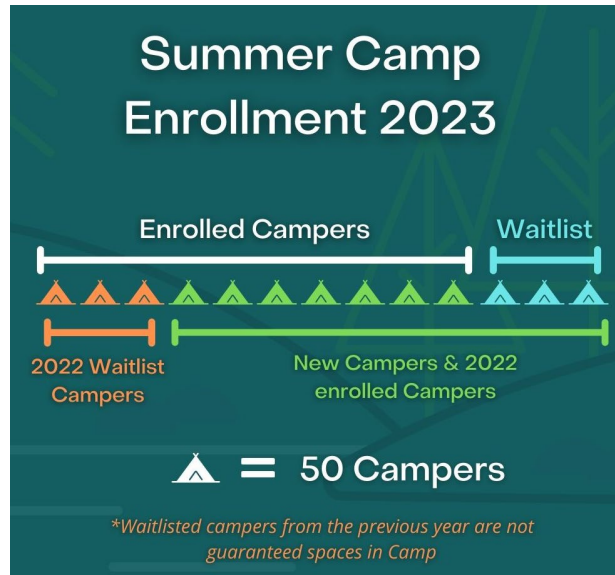 Summer Camp
Enrollment 2023
Enrolled Campers
Waitlist
2022 Waitlist
Campers
New Campers & 2022
enrolled Campers
= 50 Campers
*Waitlisted campers from the previous year are not
guaranteed spaces in Camp